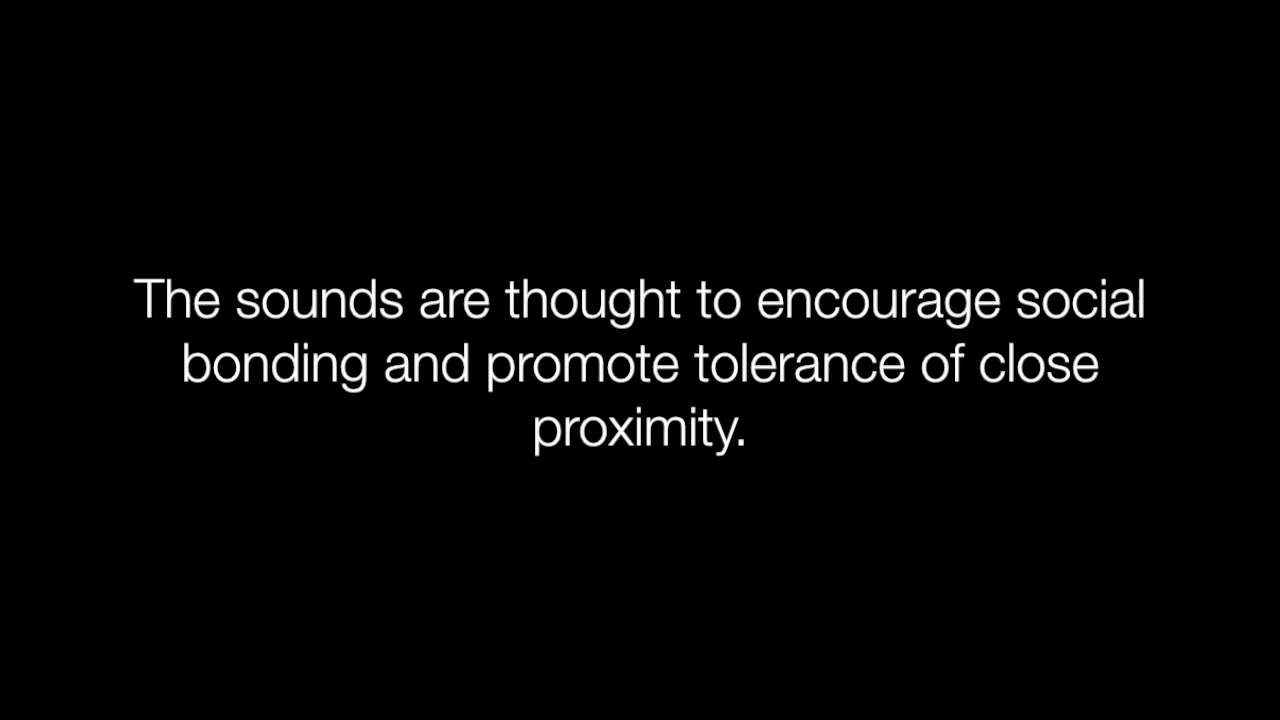 The sounds are thought to encourage social
bonding and promote tolerance of close
proximity.